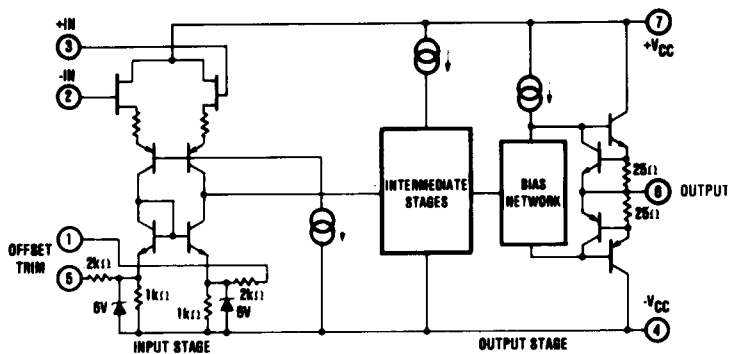 +IN
3
-IN
2
7
+VCC
INTERMEDIATE
STAGES
BIAS
NETWORK
25Ω
6 OUTPUT
25Ω
1
OFFSET
TRIM
5
2kΩ
6V
1kΩ
1kΩ
6V
2kΩ
-VCC
4
INPUT STAGE
OUTPUT STAGE